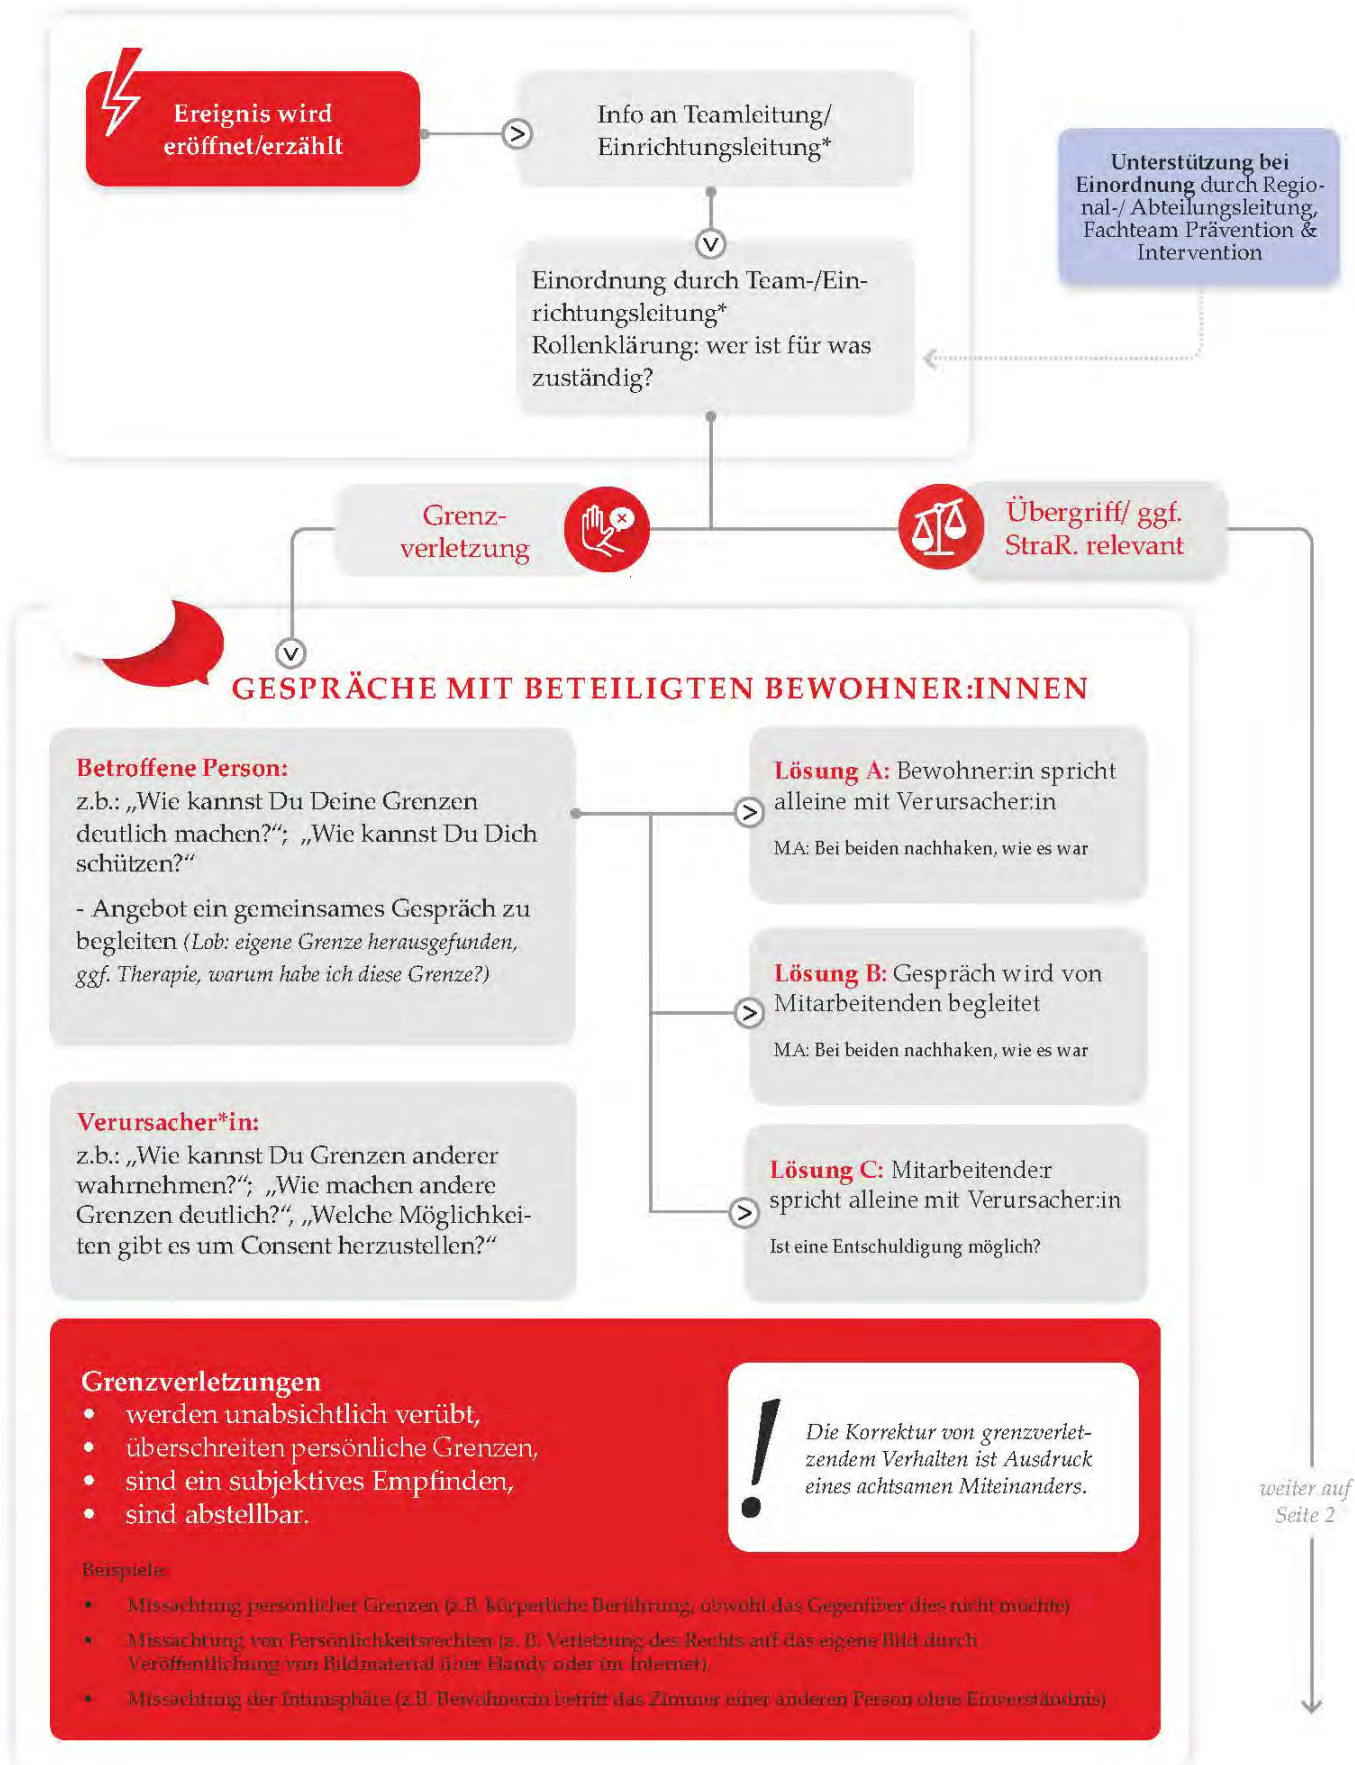 Ereignis wird
eröffnet/erzählt
Info an Teamleitung/
Einrichtungsleitung*
Unterstützung bei
Einordnung durch Regio-
nal-/ Abteilungsleitung,
Fachteam Prävention &
Intervention
Einordnung durch Team-/Ein-
richtungsleitung*
Rollenklärung: wer ist für was
zuständig?
Grenz-
verletzung
Übergriff/ ggf.
StraR. relevant
GESPRÄCHE MIT BETEILIGTEN BEWOHNER:INNEN
Betroffene Person:
z.b.: „Wie kannst Du Deine Grenzen
deutlich machen?“; „Wie kannst Du Dich
schützen?“
- Angebot ein gemeinsames Gespräch zu
begleiten (Lob: eigene Grenze herausgefunden,
ggf. Therapie, warum habe ich diese Grenze?)
Lösung A: Bewohner:in spricht
alleine mit Verursacher:in
MA: Bei beiden nachhaken, wie es war
Lösung B: Gespräch wird von
Mitarbeitenden begleitet
MA: Bei beiden nachhaken, wie es war
Verursacher*in:
z.b.: „Wie kannst Du Grenzen anderer
wahrnehmen?“; „Wie machen andere
Grenzen deutlich?“, „Welche Möglichkei-
ten gibt es um Consent herzustellen?“
Lösung C: Mitarbeitende:r
spricht alleine mit Verursacher:in
Ist eine Entschuldigung möglich?
Grenzverletzungen
• werden unabsichtlich verübt,
• überschreiten persönliche Grenzen,
• sind ein subjektives Empfinden,
• sind abstellbar.
!
Die Korrektur von grenzverlet-
zendem Verhalten ist Ausdruck
eines achtsamen Miteinanders.
weiter auf
Seite 2
Beispiele:
• Missachtung persönlicher Grenzen (z.B. körperliche Berührung, obwohl das Gegenüber dies nicht möchte)
• Missachtung von Persönlichkeitsrechten (z. B. Verletzung des Rechts auf das eigene Bild durch
Veröffentlichung von Bildmaterial über Handy oder im Internet),
• Missachtung der Intimsphäre (z.B. Bewohner:in betritt das Zimmer einer anderen Person ohne Einverständnis)